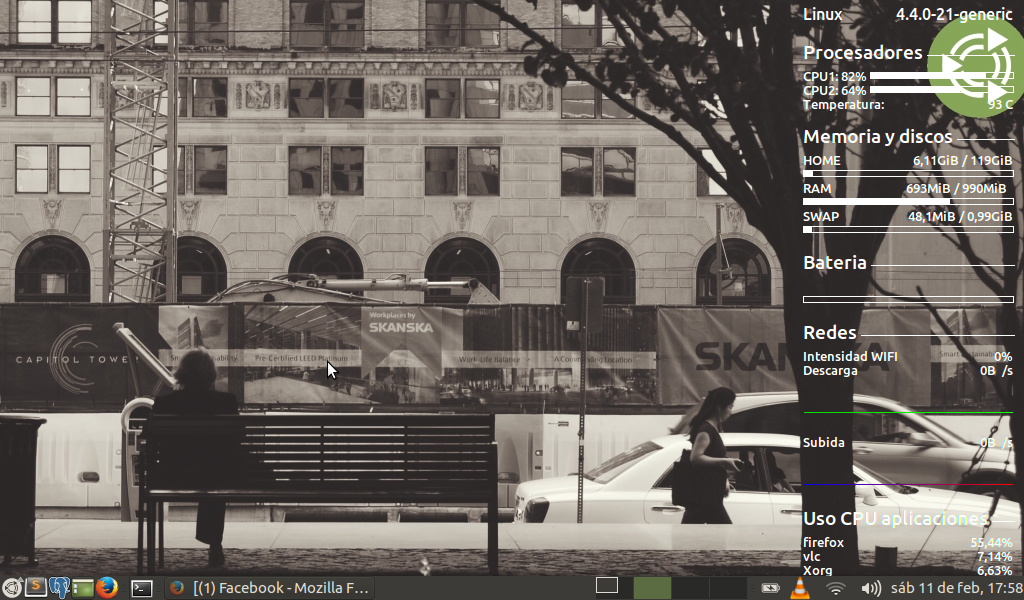 Linux 4.4.0-21-generic
Procesadores
CPU1: 82%
CPU2: 64%
Temperatura: 93 C
Memoria y discos
HOME 6,11GiB / 119GiB
RAM 693MiB / 990MiB
SWAP 48,1MiB / 0,99GiB
Bateria
Redes
Intensidad WIFI 0%
Descarga 0B /s
Subida 0B /s
Uso CPU aplicaciones
firefox 55,44%
vlc 7,14%
Xorg 6,63%
Workplaces by
SKANSKA
CAPITOL TOWER
Pre-Certified LEED Platinum
Work-Life Balance
Location
SKANSKA
[(1) Facebook - Mozilla F...
sáb 11 de feb, 17:58